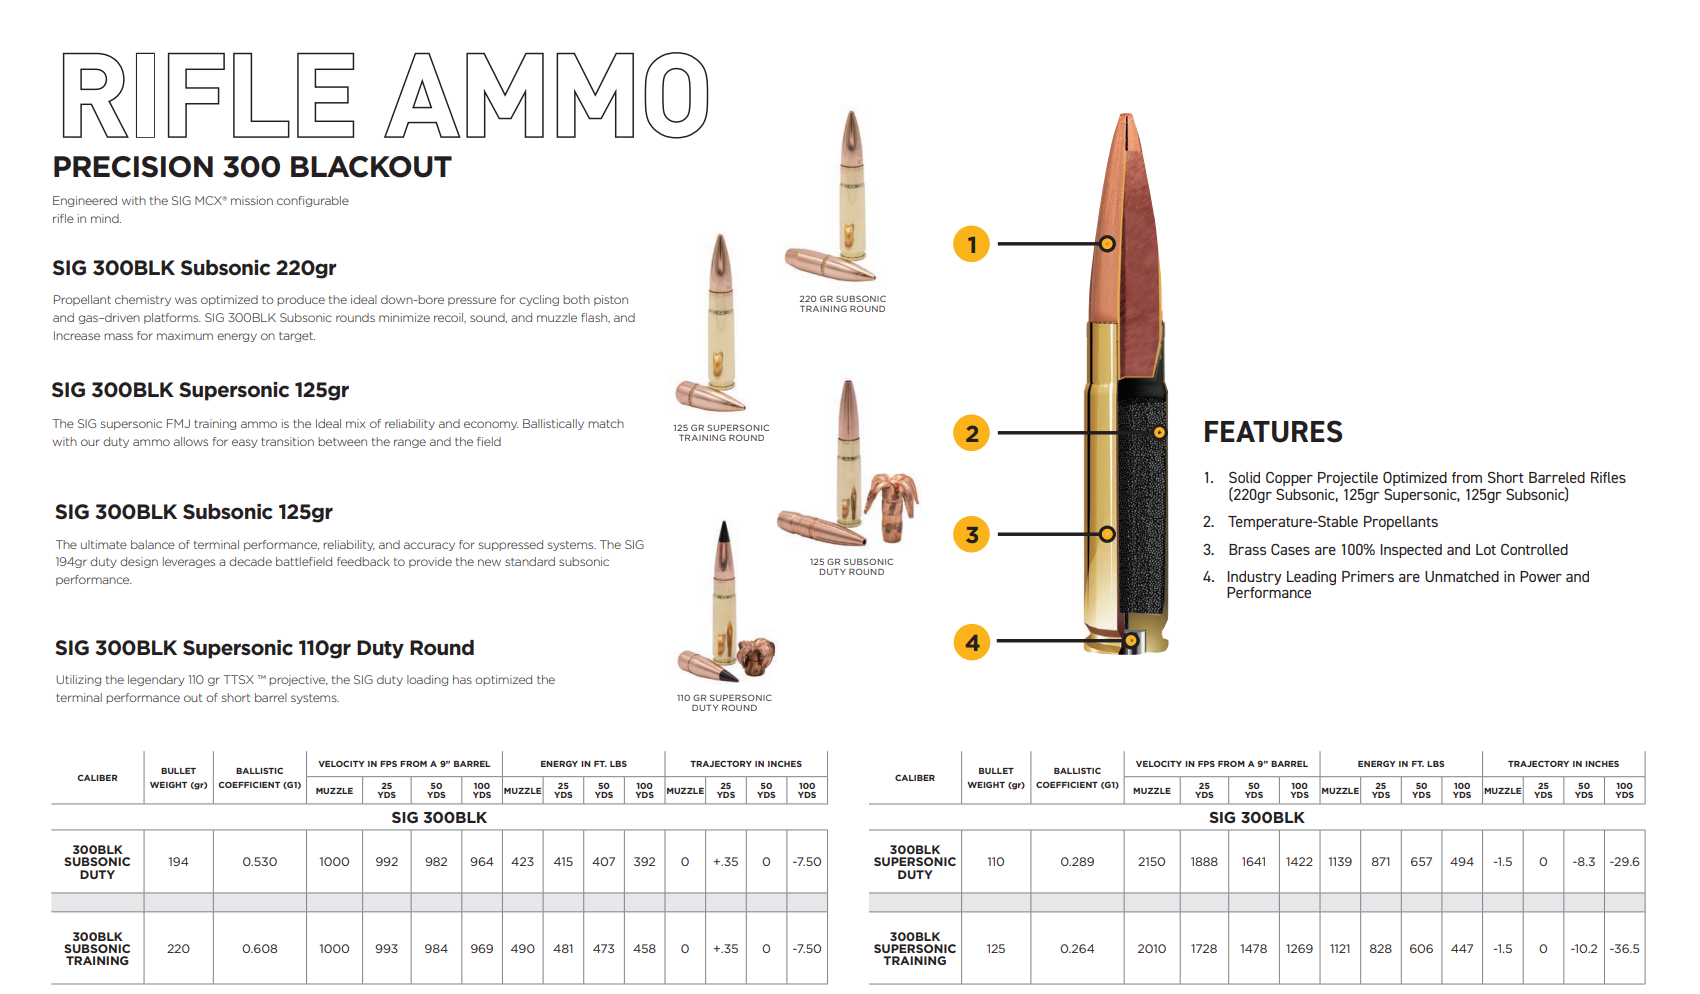 RIFLE AMMO
PRECISION 300 BLACKOUT
Engineered with the SIG MCX® mission configurable
rifle in mind.
SIG 300BLK Subsonic 220gr
Propellant chemistry was optimized to produce the ideal down-bore pressure for cycling both piston
and gas–driven platforms. SIG 300BLK Subsonic rounds minimize recoil, sound, and muzzle flash, and
Increase mass for maximum energy on target.
SIG 300BLK Supersonic 125gr
The SIG supersonic FMJ training ammo is the Ideal mix of reliability and economy. Ballistically match
with our duty ammo allows for easy transition between the range and the field
SIG 300BLK Subsonic 125gr
The ultimate balance of terminal performance, reliability, and accuracy for suppressed systems. The SIG
194gr duty design leverages a decade battlefield feedback to provide the new standard subsonic
performance.
SIG 300BLK Supersonic 110gr Duty Round
Utilizing the legendary 110 gr TTSX ™ projective, the SIG duty loading has optimized the
terminal performance out of short barrel systems.
220 GR SUBSONIC
TRAINING ROUND
125 GR SUPERSONIC
TRAINING ROUND
125 GR SUBSONIC
DUTY ROUND
110 GR SUPERSONIC
DUTY ROUND
1
2
3
4
FEATURES
1. Solid Copper Projectile Optimized from Short Barreled Rifles
(220gr Subsonic, 125gr Supersonic, 125gr Subsonic)
2. Temperature-Stable Propellants
3. Brass Cases are 100% Inspected and Lot Controlled
4. Industry Leading Primers are Unmatched in Power and
Performance
CALIBER BULLET WEIGHT (gr) BALLISTIC COEFFICIENT (G1) VELOCITY IN FPS FROM A 9” BARREL ENERGY IN FT. LBS TRAJECTORY IN INCHES
MUZZLE 25 YDS 50 YDS 100 YDS MUZZLE 25 YDS 50 YDS 100 YDS MUZZLE 25 YDS 50 YDS 100 YDS
SIG 300BLK
300BLK SUBSONIC DUTY 194 0.530 1000 992 982 964 423 415 407 392 0 +.35 0 -7.50
300BLK SUBSONIC TRAINING 220 0.608 1000 993 984 969 490 481 473 458 0 +.35 0 -7.50
CALIBER BULLET WEIGHT (gr) BALLISTIC COEFFICIENT (G1) VELOCITY IN FPS FROM A 9” BARREL ENERGY IN FT. LBS TRAJECTORY IN INCHES
MUZZLE 25 YDS 50 YDS 100 YDS MUZZLE 25 YDS 50 YDS 100 YDS MUZZLE 25 YDS 50 YDS 100 YDS
SIG 300BLK
300BLK SUPERSONIC DUTY 110 0.289 2150 1888 1641 1422 1139 871 657 494 -1.5 0 -8.3 -29.6
300BLK SUPERSONIC TRAINING 125 0.264 2010 1728 1478 1269 1121 828 606 447 -1.5 0 -10.2 -36.5